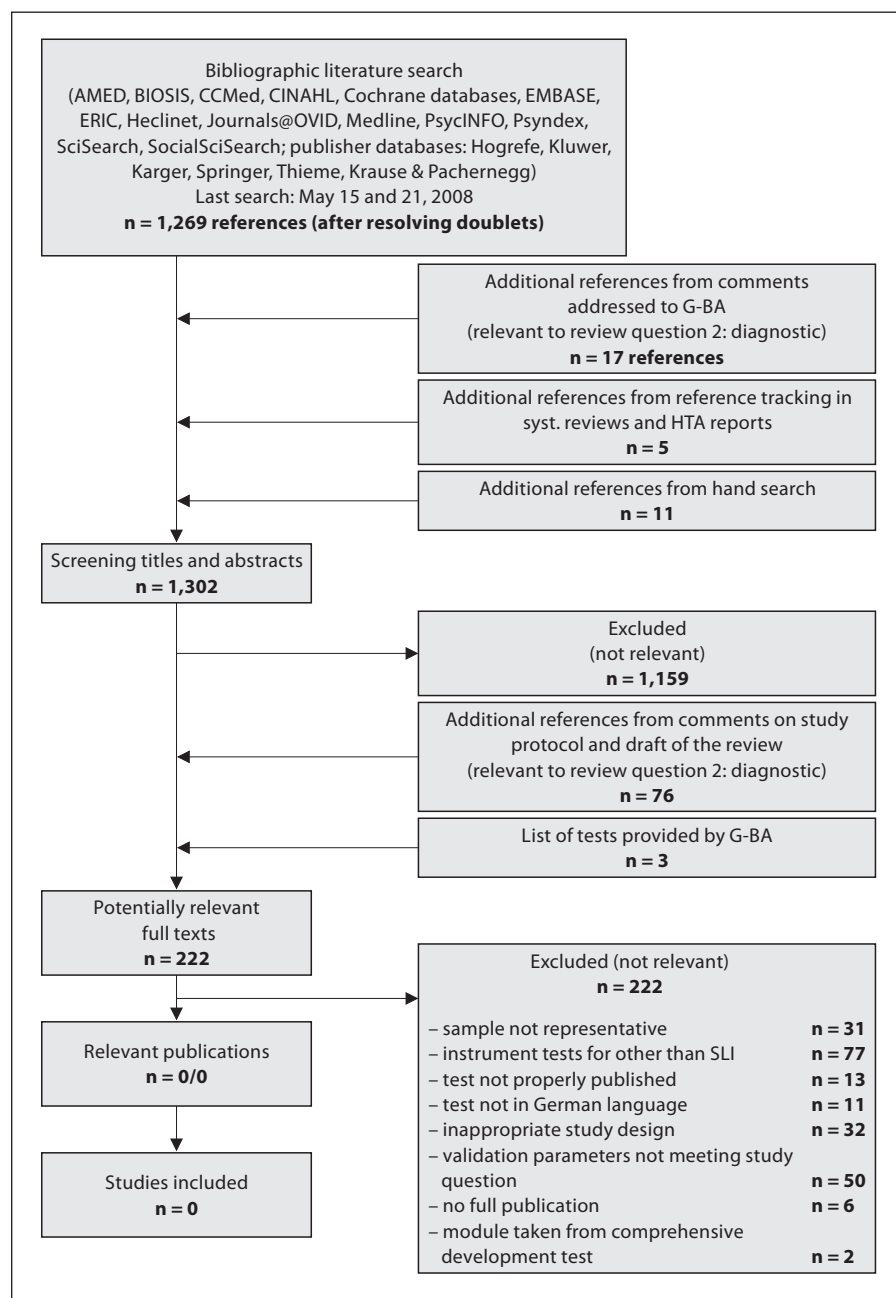 Bibliographic literature search
(AMED, BIOSIS, CCMed, CINAHL, Cochrane databases, EMBASE,
ERIC, Heclinet, Journals@OVID, Medline, PsycINFO, Psyndex,
SciSearch, SocialSciSearch; publisher databases: Hogrefe, Kluwer,
Karger, Springer, Thieme, Krause & Pachernegg)
Last search: May 15 and 21, 2008
n = 1,269 references (after resolving doublets)
Additional references from comments
addressed to G-BA
(relevant to review question 2: diagnostic)
n = 17 references
Additional references from reference tracking in
syst. reviews and HTA reports
n = 5
Additional references from hand search
n = 11
Screening titles and abstracts
n = 1,302
Excluded
(not relevant)
n = 1,159
Additional references from comments on study
protocol and draft of the review
(relevant to review question 2: diagnostic)
n = 76
List of tests provided by G-BA
n = 3
Potentially relevant
full texts
n = 222
Excluded (not relevant)
n = 222
– sample not representative n = 31
– instrument tests for other than SLI n = 77
– test not properly published n = 13
– test not in German language n = 11
– inappropriate study design n = 32
– validation parameters not meeting study
question n = 50
– no full publication n = 6
– module taken from comprehensive
development test n = 2
Relevant publications
n = 0/0
Studies included
n = 0